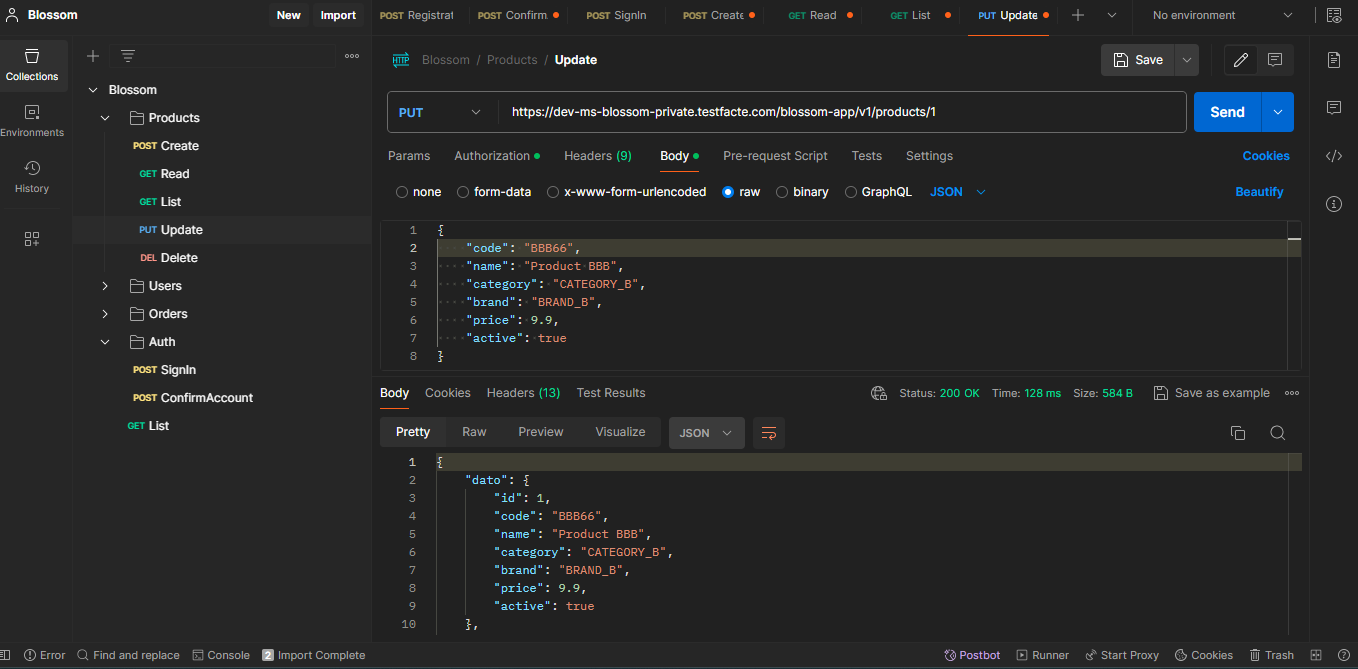 Blossom New Import POST Registrat POST Confirm. POST SignIn POST Create GET Read GET List PUT Update No environment
Collections
Environments
History
Blossom
Products
POST Create
GET Read
GET List
PUT Update
DEL Delete
Users
Orders
Auth
POST SignIn
POST ConfirmAccount
GET List
HTTP Blossom / Products / Update Save
PUT https://dev-ms-blossom-private.testfacte.com/blossom-app/v1/products/1 Send
Params Authorization Headers (9) Body Pre-request Script Tests Settings Cookies
none form-data x-www-form-urlencoded raw binary GraphQL JSON Beautify
1 {
2 "code": "BBB66",
3 "name": "Product BBB",
4 "category": "CATEGORY_B",
5 "brand": "BRAND_B",
6 "price": 9.9,
7 "active": true
8 }
Body Cookies Headers (13) Test Results Status: 200 OK Time: 128 ms Size: 584 B Save as example
Pretty Raw Preview Visualize JSON
1 {
2 "dato": {
3 "id": 1,
4 "code": "BBB66",
5 "name": "Product BBB",
6 "category": "CATEGORY_B",
7 "brand": "BRAND_B",
8 "price": 9.9,
9 "active": true
10 },
Error Find and replace Console 2 Import Complete Postbot Runner Start Proxy Cookies Trash